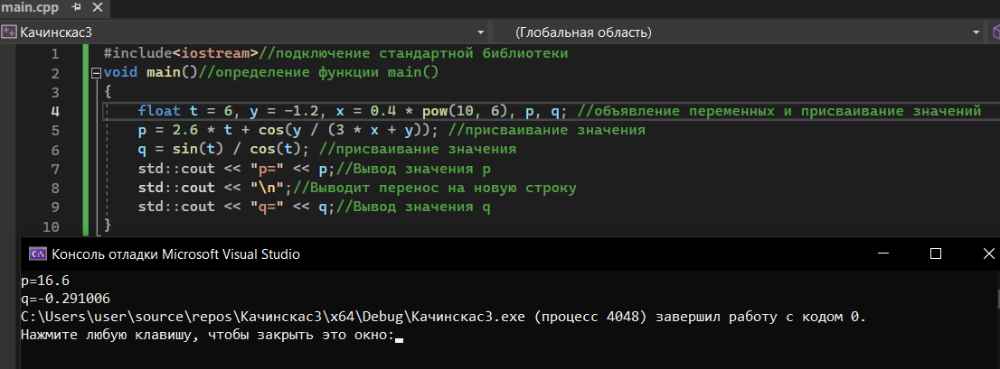 main.cpp
Качинскас3 (Глобальная область)
1 #include<iostream>//подключение стандартной библиотеки
2 void main()//определение функции main()
3 {
4 float t = 6, y = -1.2, x = 0.4 * pow(10, 6), p, q; //объявление переменных и присваивание значений
5 p = 2.6 * t + cos(y / (3 * x + y)); //присваивание значения
6 q = sin(t) / cos(t); //присваивание значения
7 std::cout << "p=" << p;//Вывод значения p
8 std::cout << "\n";//Выводит перенос на новую строку
9 std::cout << "q=" << q;//Вывод значения q
10 }
Консоль отладки Microsoft Visual Studio
p=16.6
q=-0.291006
C:\Users\user\source\repos\Качинскас3\x64\Debug\Качинскас3.exe (процесс 4048) завершил работу с кодом 0.
Нажмите любую клавишу, чтобы закрыть это окно: